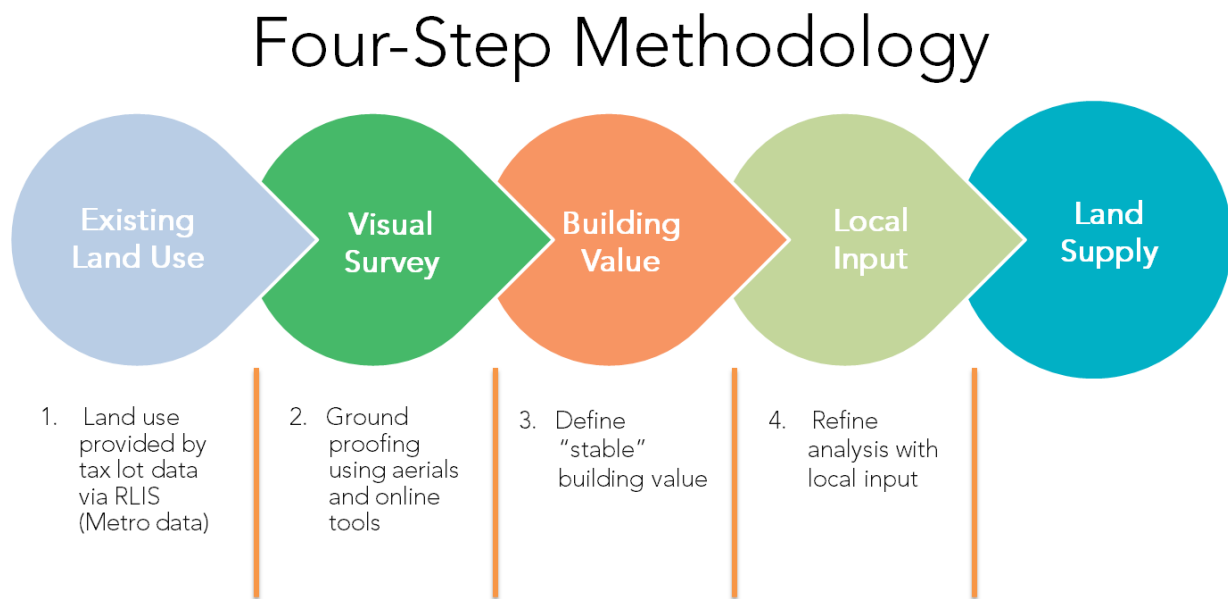 Four-Step Methodology
Existing
Land Use
Visual
Survey
Building
Value
Local
Input
Land
Supply
1. Land use
provided by
tax lot data
via RLIS
(Metro data)
2. Ground
proofing
using aerials
and online
tools
3. Define
“stable”
building value
4. Refine
analysis with
local input